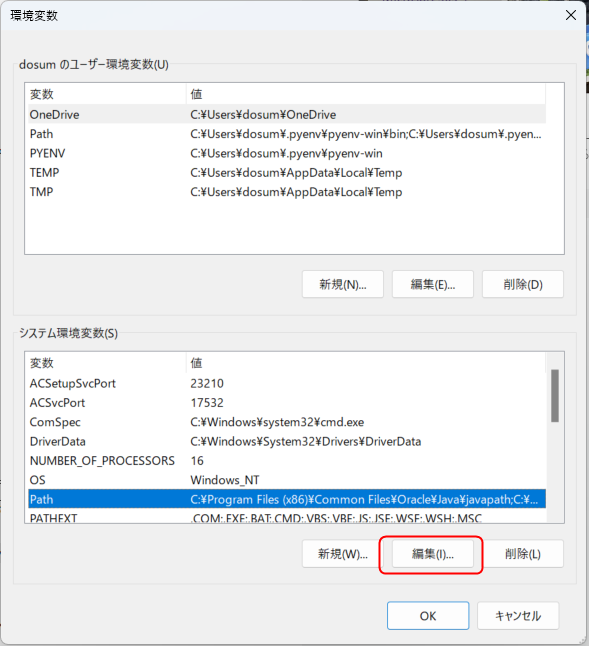 環境変数
dosum のユーザー環境変数(U)
変数 値
OneDrive C:¥Users¥dosum¥OneDrive
Path C:¥Users¥dosum¥.pyenv¥pyenv-win¥bin;C:¥Users¥dosum¥.pyen...
PYENV C:¥Users¥dosum¥.pyenv¥pyenv-win
TEMP C:¥Users¥dosum¥AppData¥Local¥Temp
TMP C:¥Users¥dosum¥AppData¥Local¥Temp
新規(N)... 編集(E)... 削除(D)
システム環境変数(S)
変数 値
ACSetupSvcPort 23210
ACSvcPort 17532
ComSpec C:¥Windows¥system32¥cmd.exe
DriverData C:¥Windows¥System32¥Drivers¥DriverData
NUMBER_OF_PROCESSORS 16
OS Windows_NT
Path C:¥Program Files (x86)¥Common Files¥Oracle¥Java¥javapath;C:¥...
PATHEXT .COM;.EXE;.BAT;.CMD;.VBS;.VBE;.JS;.JSE;.WSF;.WSH;.MSC
新規(W)... 編集(I)... 削除(L)
OK キャンセル